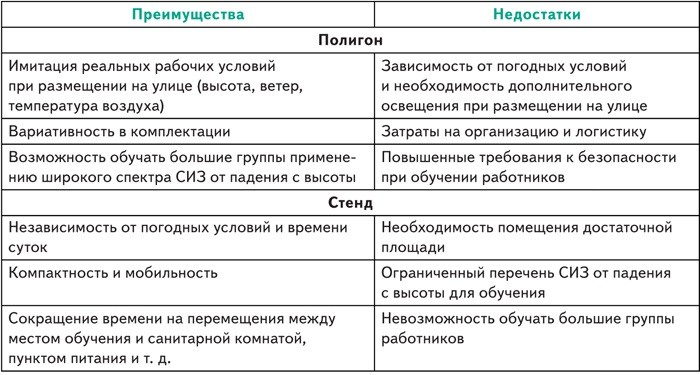 Преимущества
Недостатки
Полигон
Имитация реальных рабочих условий
при размещении на улице (высота, ветер,
температура воздуха)
Зависимость от погодных условий
и необходимость дополнительного
освещения при размещении на улице
Вариативность в комплектации
Затраты на организацию и логистику
Возможность обучать большие группы примене-
нию широкого спектра СИЗ от падения с высоты
Повышенные требования к безопасности
при обучении работников
Стенд
Независимость от погодных условий и времени
суток
Необходимость помещения достаточной
площади
Компактность и мобильность
Ограниченный перечень СИЗ от падения
с высоты для обучения
Сокращение времени на перемещения между
местом обучения и санитарной комнатой,
пунктом питания и т. д.
Невозможность обучать большие группы
работников